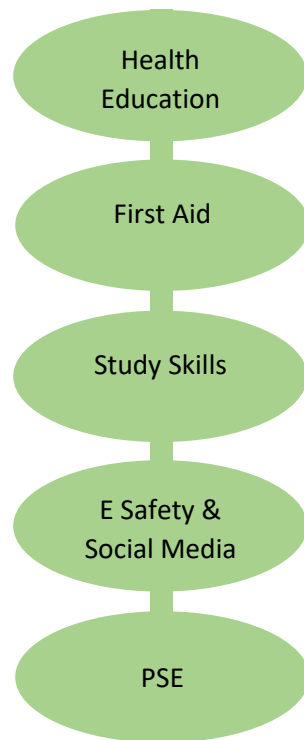 Health
Education
First Aid
Study Skills
E Safety &
Social Media
PSE